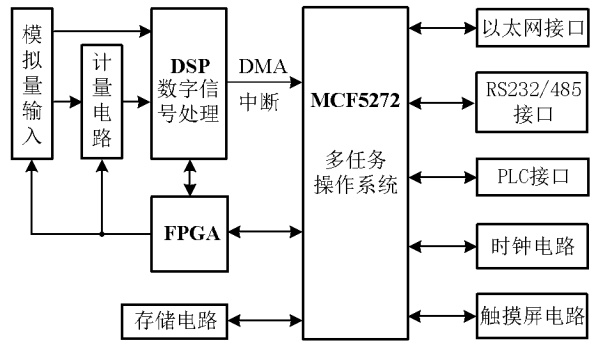 模
拟
量
输
入
计
量
电
路
DSP
数字信
号处理
DMA
中断
MCF5272
多任务
操作系统
FPGA
存储电路
以太网接口
RS232/485
接口
PLC接口
时钟电路
触摸屏电路